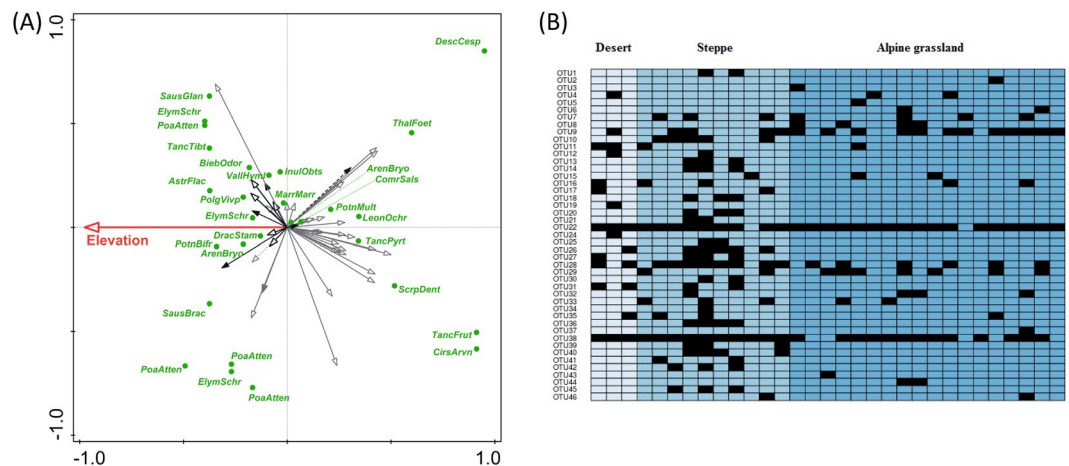 (A)
1.0
DescCesp
SausGlan
ElymSchr
PoaAtten
ThalFoet
TancTibt
BiebOdor
VallHyml
InulObts
ArenBryo
ComrSals
AstrFlac
PolgVivp
MarrMarr
PotnMult
ElymSchr
LeonOchr
Elevation
DracStam
PotnBifr
ArenBryo
TancPyrt
ScrpDent
SausBrac
TancFrut
CirsArvn
PoaAtten
PoaAtten
ElymSchr
PoaAtten
-1.0
-1.0
1.0
(B)
Desert Steppe Alpine grassland
OTU1
OTU2
OTU3
OTU4
OTU5
OTU6
OTU7
OTU8
OTU9
OTU10
OTU11
OTU12
OTU13
OTU14
OTU15
OTU16
OTU17
OTU18
OTU19
OTU20
OTU21
OTU22
OTU24
OTU25
OTU26
OTU27
OTU28
OTU29
OTU30
OTU31
OTU32
OTU33
OTU34
OTU35
OTU36
OTU37
OTU38
OTU39
OTU40
OTU41
OTU42
OTU43
OTU44
OTU45
OTU46